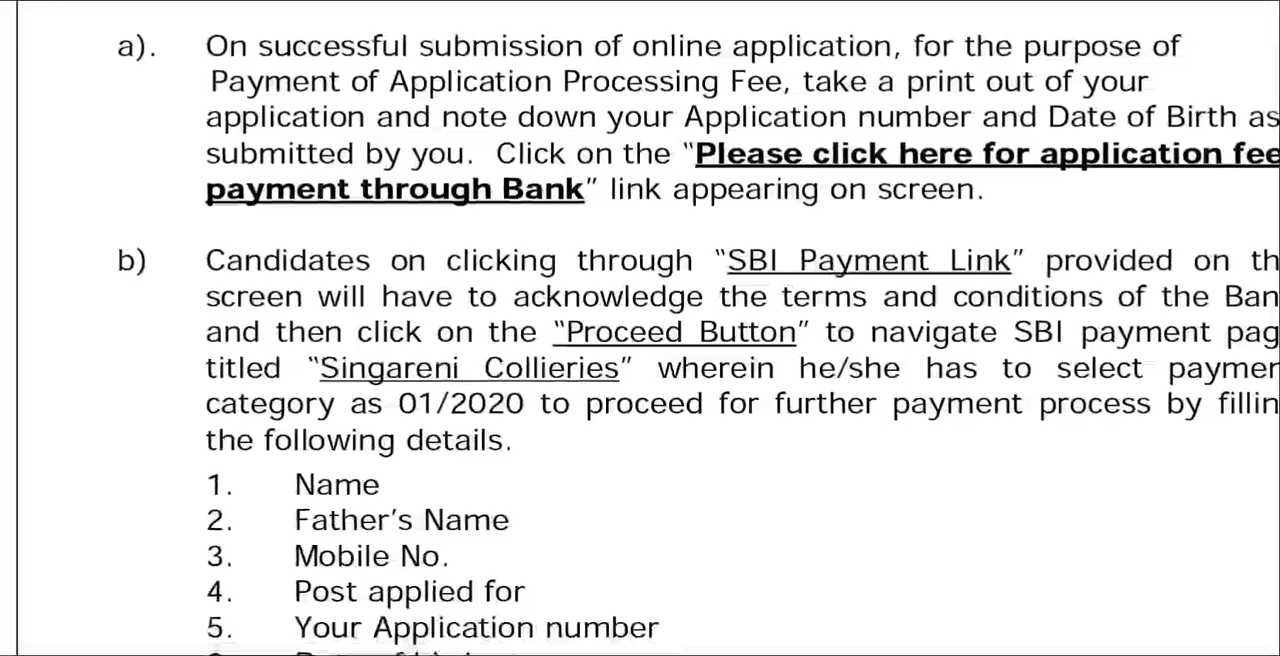 a). On successful submission of online application, for the purpose of
Payment of Application Processing Fee, take a print out of your
application and note down your Application number and Date of Birth as
submitted by you. Click on the “Please click here for application fee
payment through Bank” link appearing on screen.
b) Candidates on clicking through “SBI Payment Link” provided on th
screen will have to acknowledge the terms and conditions of the Ban
and then click on the “Proceed Button” to navigate SBI payment pag
titled “Singareni Collieries” wherein he/she has to select paymen
category as 01/2020 to proceed for further payment process by fillin
the following details.
1. Name
2. Father’s Name
3. Mobile No.
4. Post applied for
5. Your Application number